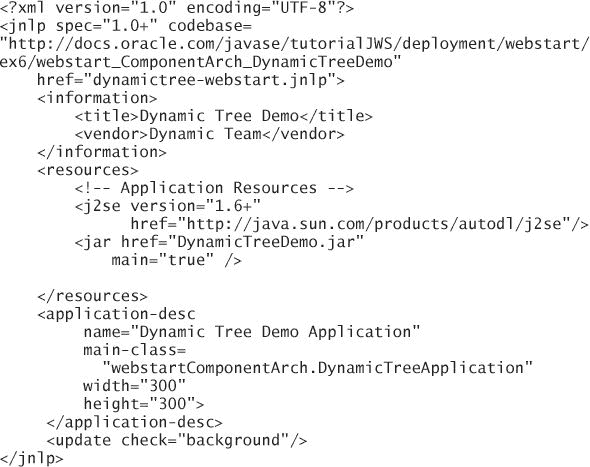 <?xml version="1.0" encoding="UTF-8"?>
<jnlp spec="1.0+" codebase=
"http://docs.oracle.com/javase/tutorialJWS/deployment/webstart/
ex6/webstart_ComponentArch_DynamicTreeDemo"
    href="dynamictree-webstart.jnlp">
    <information>
        <title>Dynamic Tree Demo</title>
        <vendor>Dynamic Team</vendor>
    </information>
    <resources>
        <!-- Application Resources -->
        <j2se version="1.6+"
              href="http://java.sun.com/products/autodl/j2se"/>
        <jar href="DynamicTreeDemo.jar"
            main="true" />

    </resources>
    <application-desc
         name="Dynamic Tree Demo Application"
         main-class=
           "webstartComponentArch.DynamicTreeApplication"
         width="300"
         height="300">
     </application-desc>
     <update check="background"/>
</jnlp>